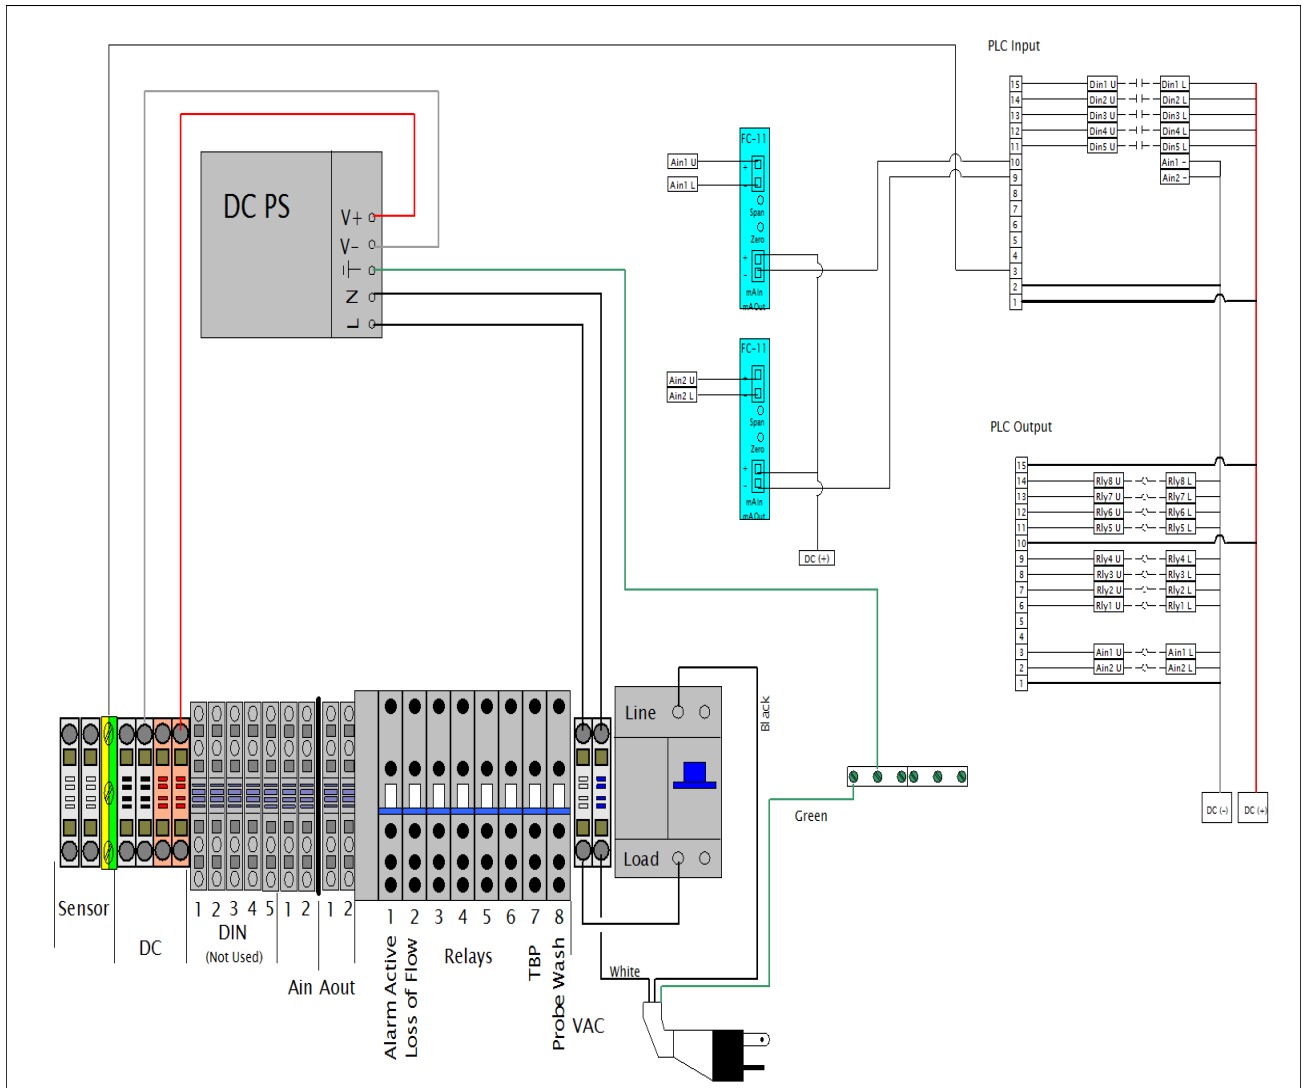 PLC Input
15 Din1 U Din1 L
14 Din2 U Din2 L
13 Din3 U Din3 L
12 Din4 U Din4 L
11 Din5 U Din5 L
10 Ain1 -
9 Ain2 -
8
7
6
5
4
3
2
1
DC PS
V+
V-
N
L
FC-11
Ain1 U
+
Ain1 L
-
Span
Zero
+
-
mAin
mAOut
FC-11
Ain2 U
+
Ain2 L
-
Span
Zero
+
-
mAin
mAOut
DC (+)
PLC Output
15
14 Rly8 U Rly8 L
13 Rly7 U Rly7 L
12 Rly6 U Rly6 L
11 Rly5 U Rly5 L
10
9 Rly4 U Rly4 L
8 Rly3 U Rly3 L
7 Rly2 U Rly2 L
6 Rly1 U Rly1 L
5
4
3 Ain1 U Ain1 L
2 Ain2 U Ain2 L
1
DC (-) DC (+)
Line
Black
Load
Green
Sensor
DC
1 2 3 4 5
DIN
(Not Used)
1 2
Ain
1 2
Aout
1 2 3 4 5 6 7 8
Relays
Alarm Active
Loss of Flow
TBP
Probe Wash
VAC
White